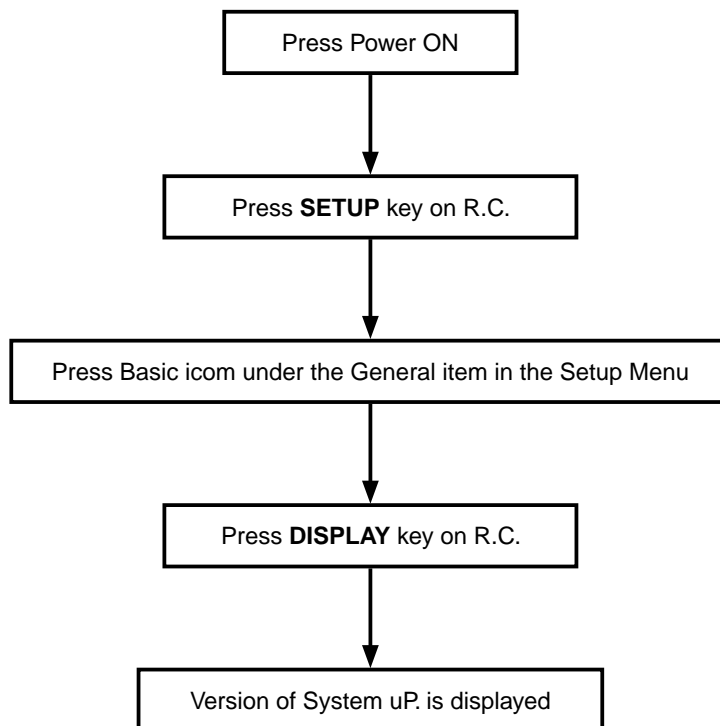 Press Power ON
Press SETUP key on R.C.
Press Basic icom under the General item in the Setup Menu
Press DISPLAY key on R.C.
Version of System uP. is displayed